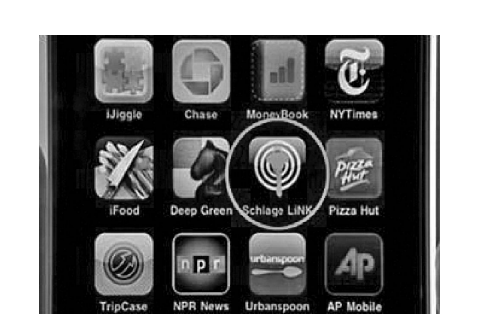 iJiggle Chase MoneyBook NYTimes
Pizza
Hut
iFood Deep Green Schlage LiNK Pizza Hut
npr
urbanspoon
AP
TripCase NPR News Urbanspoon AP Mobile